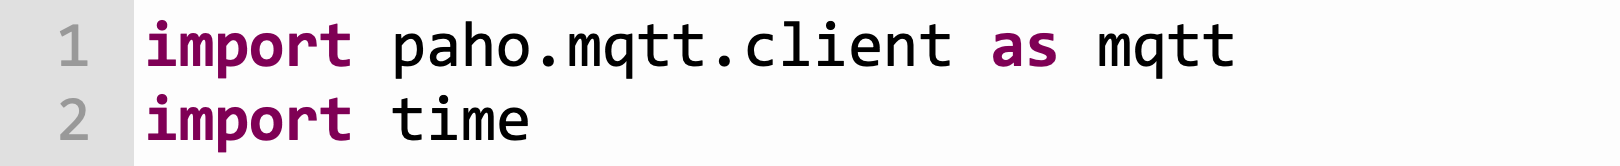 1 import paho.mqtt.client as mqtt
2 import time